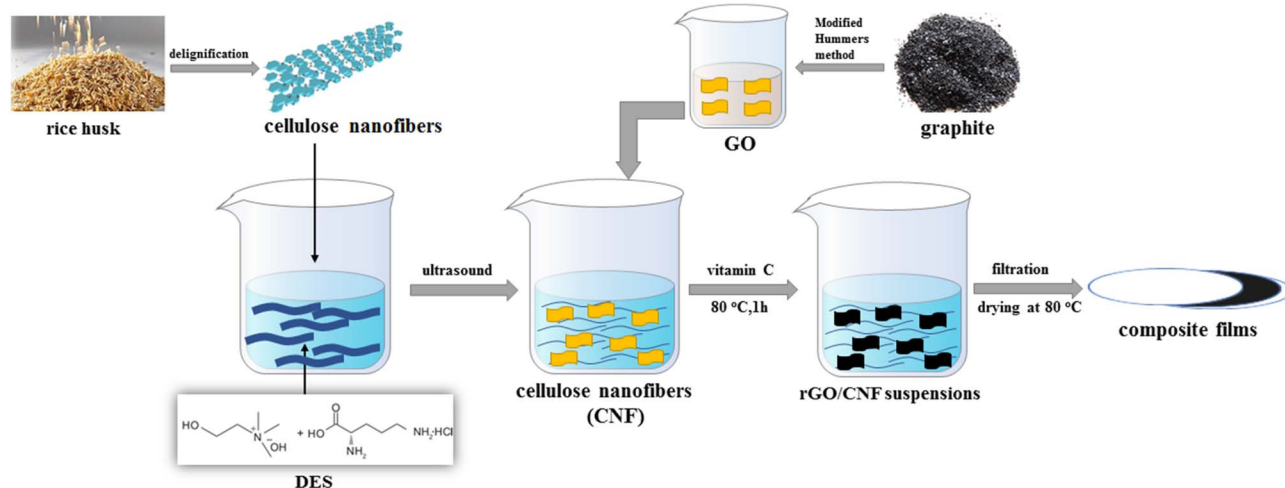 rice husk
delignification
cellulose nanofibers
GO
Modified
Hummers
method
graphite
ultrasound
cellulose nanofibers
(CNF)
vitamin C
80 °C,1h
rGO/CNF suspensions
filtration
drying at 80 °C
composite films
HO
N
+
−
OH
+
HO
O
NH₂
NH₂·HCl
DES